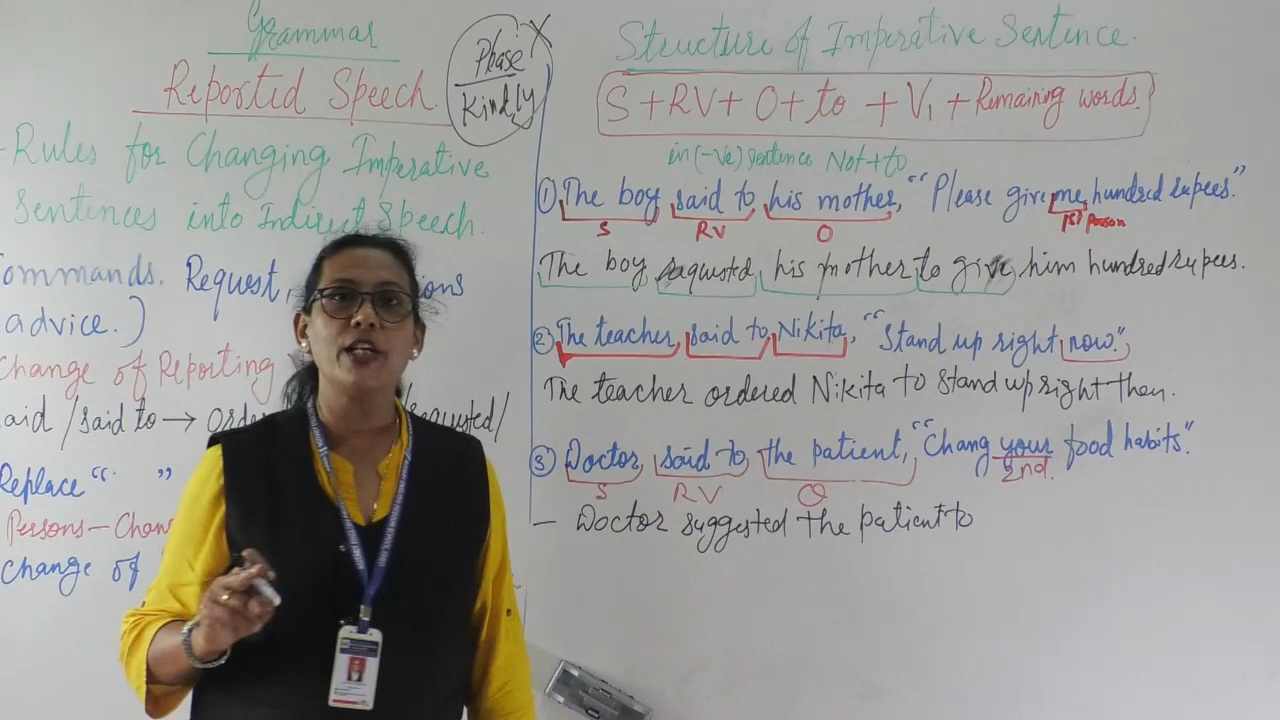 Grammar
Reported Speech.
Phase
Kindly
X
-Rules for Changing Imperative
Sentences into Indirect Speech.
ommands. Request, ions
advice.)
Change of Reporting
aid / said to → orde requested /
Replace “ ”
Persons — Chan
Change of
Structure of Imperative Sentence.
S + RV + O + to + V1 + Remaining words.
in (-ve) sentence Not + to
① The boy said to his mother, “Please give me hundred rupees.”
S RV O 1st Person
The boy requested his mother to give him hundred rupees.
② The teacher said to Nikita, “Stand up right now.”
The teacher ordered Nikita to stand up right then.
③ Doctor said to the patient, “Chang your food habits”.
S RV O 2nd.
— Doctor suggested the patient to